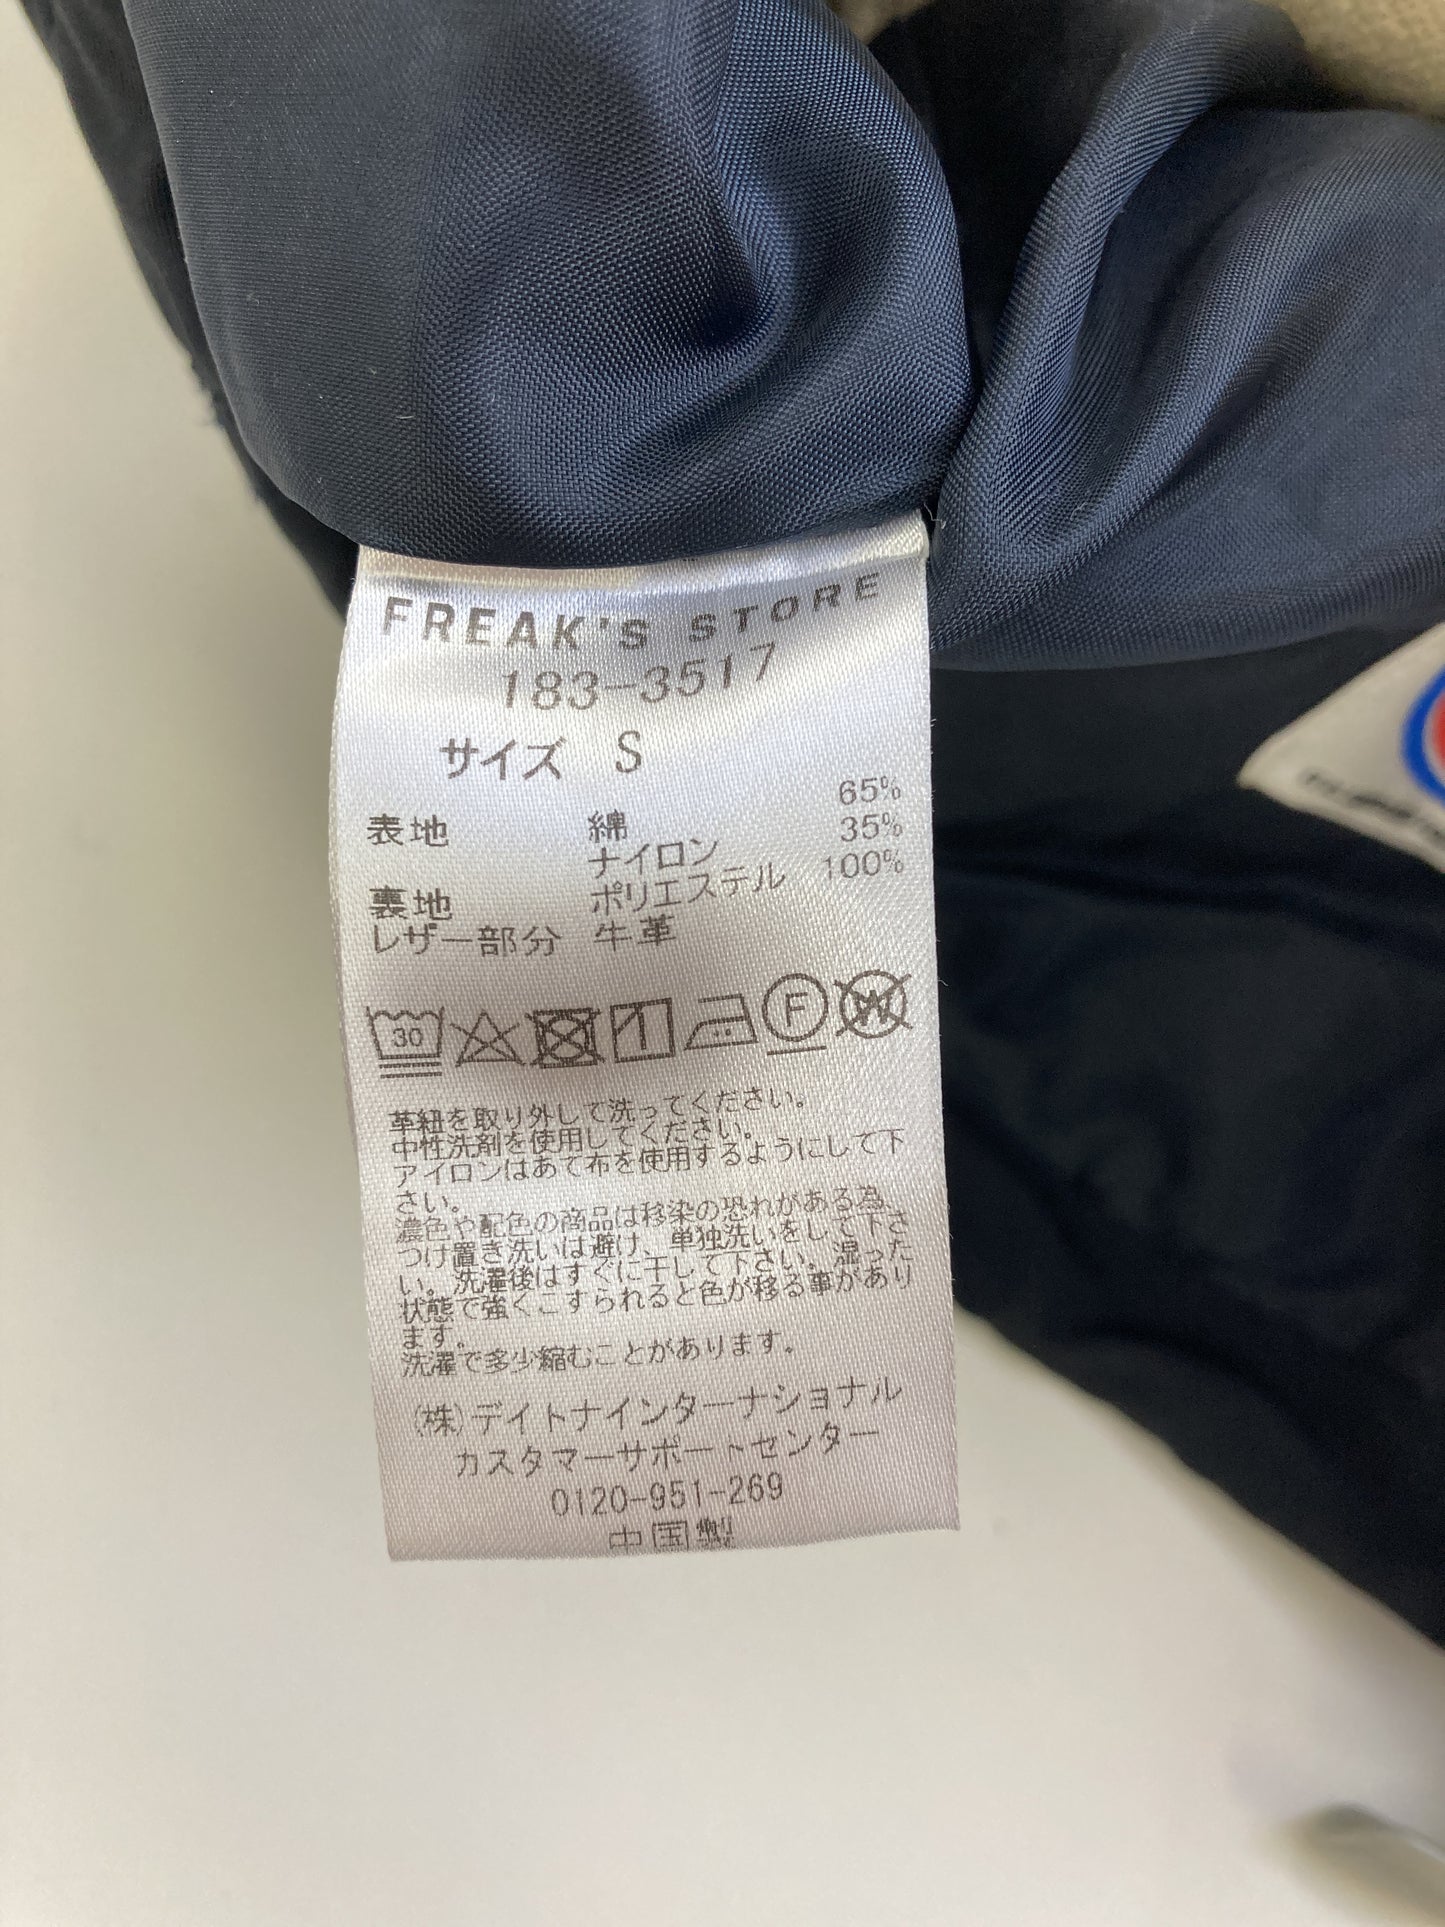 FREAK'S STORE
183-3517
サイズ S
65%
表地 綿 35%
ナイロン 100%
裏地 ポリエステル
レザー部分 牛革
30
F
W
革紐を取り外して洗ってください。
中性洗剤を使用してください。
アイロンはあて布を使用するようにして下
さい。
濃色や配色の商品は移染の恐れがある為、
つけ置き洗いは避け、単独洗いをして下さ
い。洗濯後はすぐに干して下さい。湿った
状態で強くこすられると色が移る事があり
ます。
洗濯で多少縮むことがあります。
(株)デイトナインターナショナル
カスタマーサポートセンター
0120-951-269
中国製